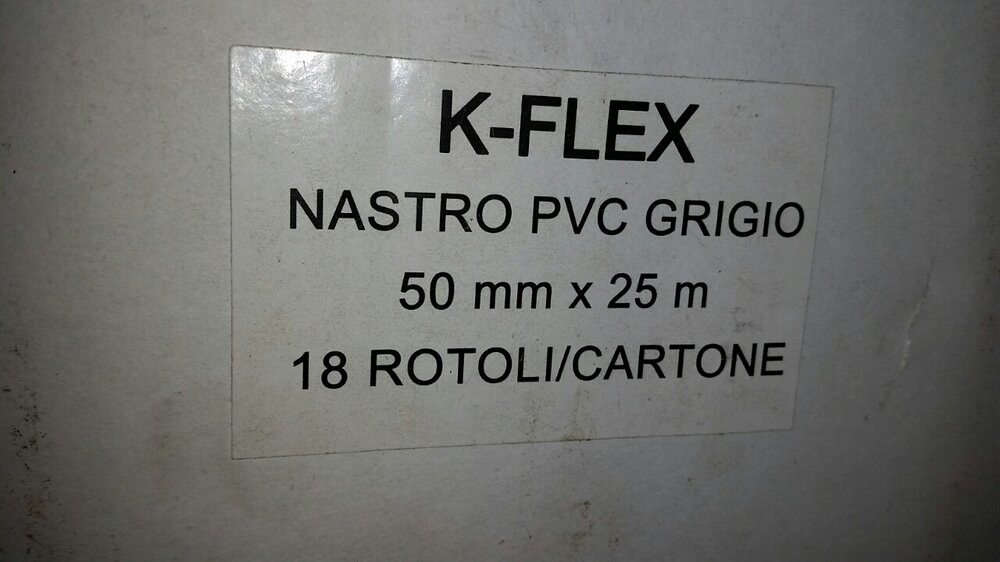 K-FLEX
NASTRO PVC GRIGIO
50 mm x 25 m
18 ROTOLI/CARTONE